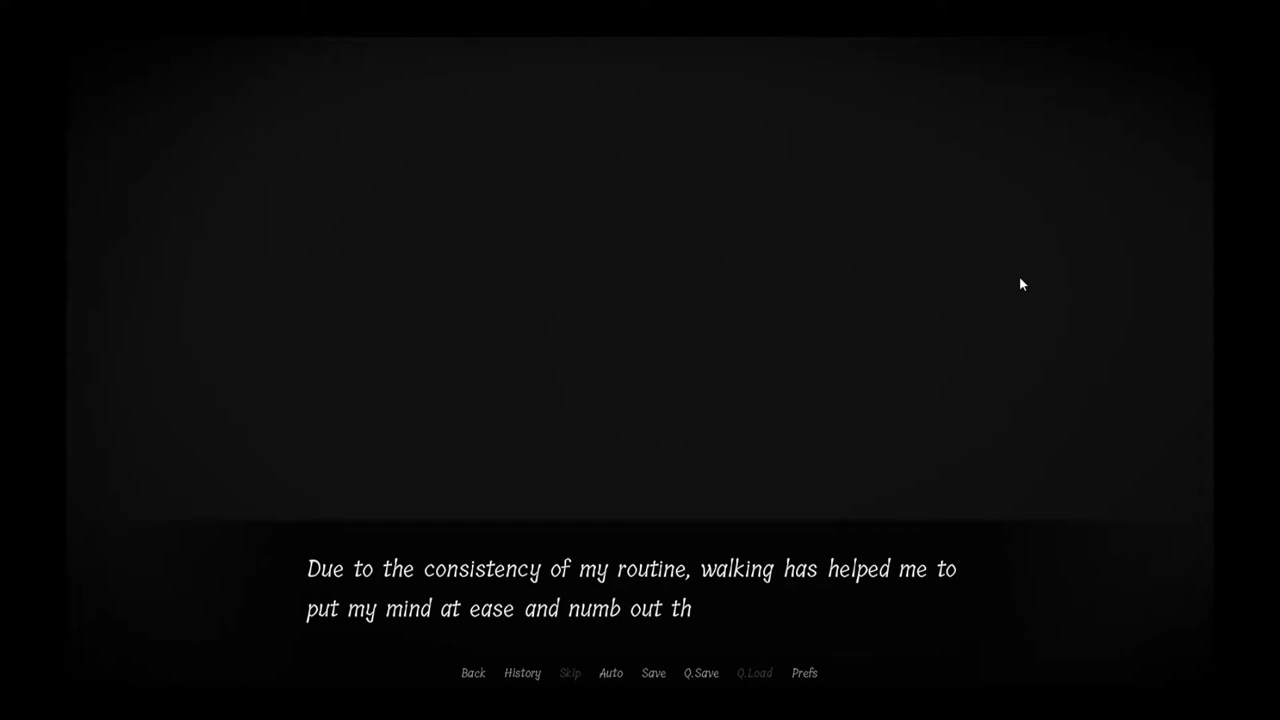 Due to the consistency of my routine, walking has helped me to
put my mind at ease and numb out th
Back History Skip Auto Save Q.Save Q.Load Prefs